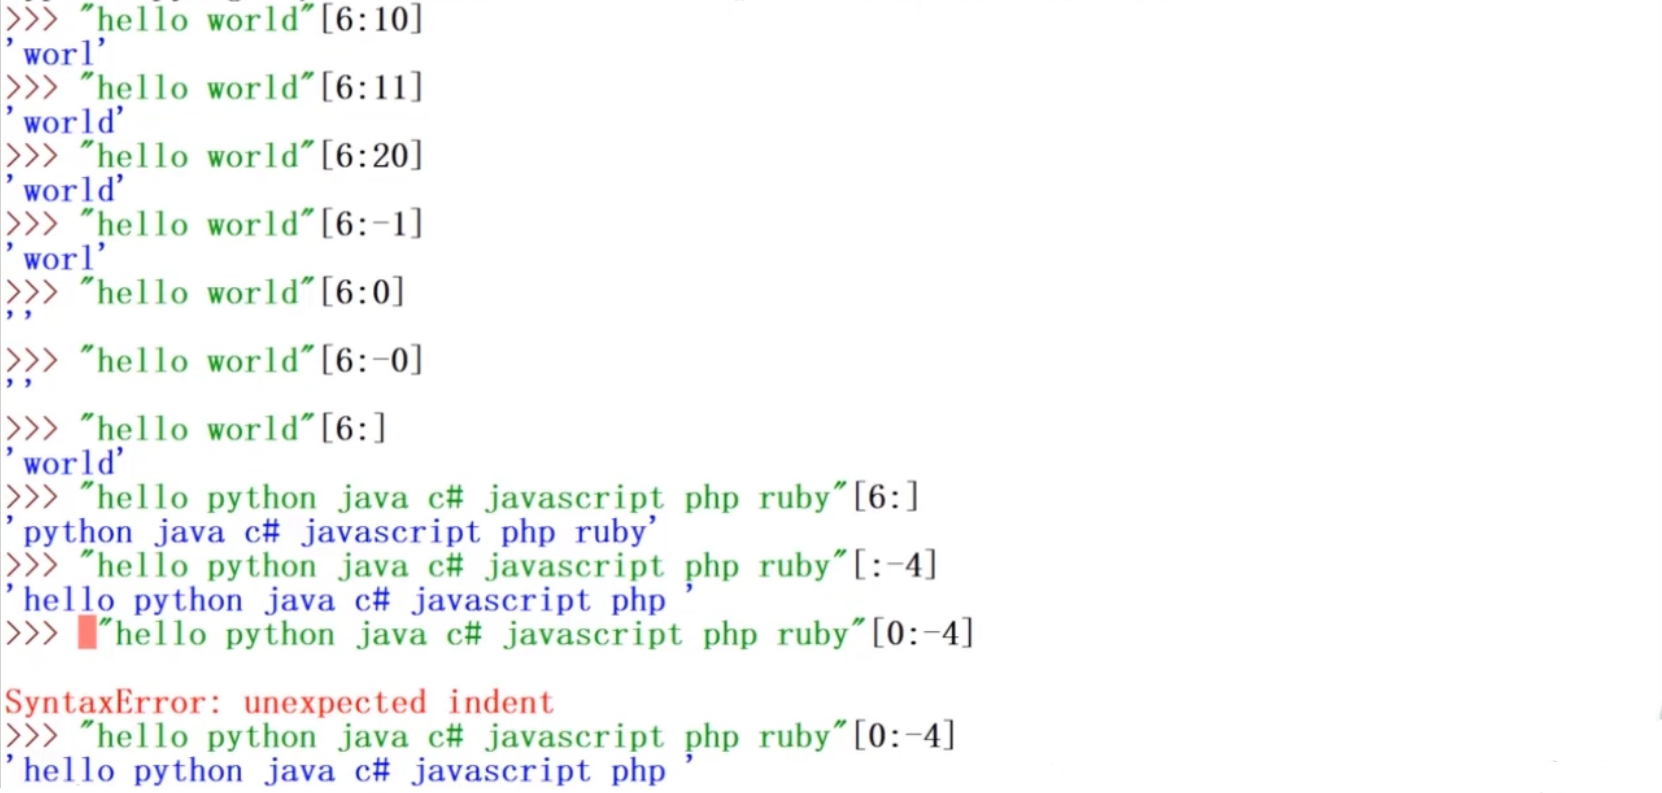 >>> "hello world"[6:10]
'worl'
>>> "hello world"[6:11]
'world'
>>> "hello world"[6:20]
'world'
>>> "hello world"[6:-1]
'worl'
>>> "hello world"[6:0]
''
>>> "hello world"[6:-0]
''
>>> "hello world"[6:]
'world'
>>> "hello python java c# javascript php ruby"[6:]
'python java c# javascript php ruby'
>>> "hello python java c# javascript php ruby"[:-4]
'hello python java c# javascript php '
>>>  "hello python java c# javascript php ruby"[0:-4]
SyntaxError: unexpected indent
>>> "hello python java c# javascript php ruby"[0:-4]
'hello python java c# javascript php '